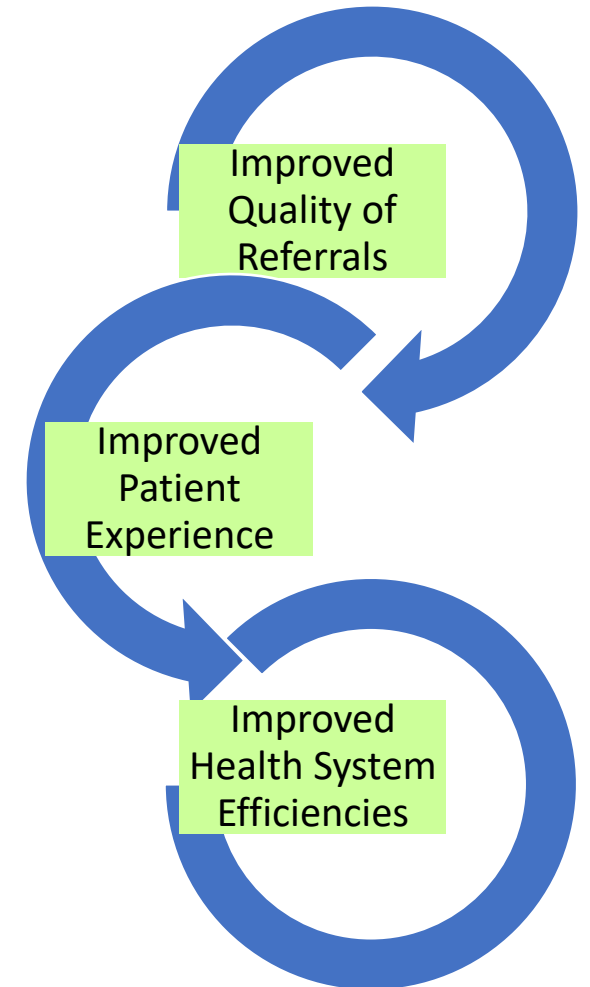 Improved
Quality of
Referrals
Improved
Patient
Experience
Improved
Health System
Efficiencies